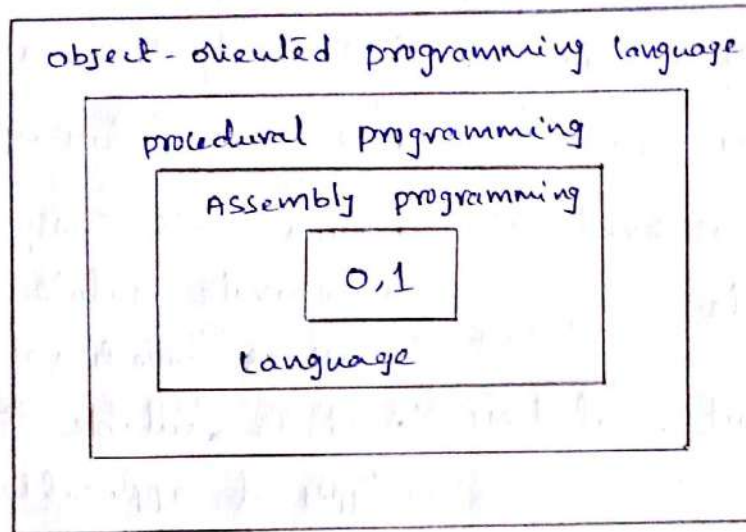 object-oriented programming language
procedural programming
Assembly programming
0,1
language